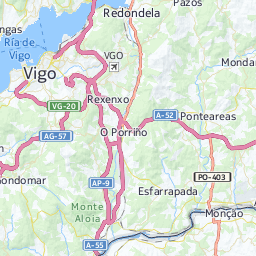 Redondela
Pazos
ngas
Ría de
Vigo
VGO
Vigo
Mondar
Rexenxo
VG-20
A-52
Ponteareas
O Porriño
AG-57
AP-9
PO-403
Gondomar
Esfarrapada
Monte
Aloia
Monção
A-55